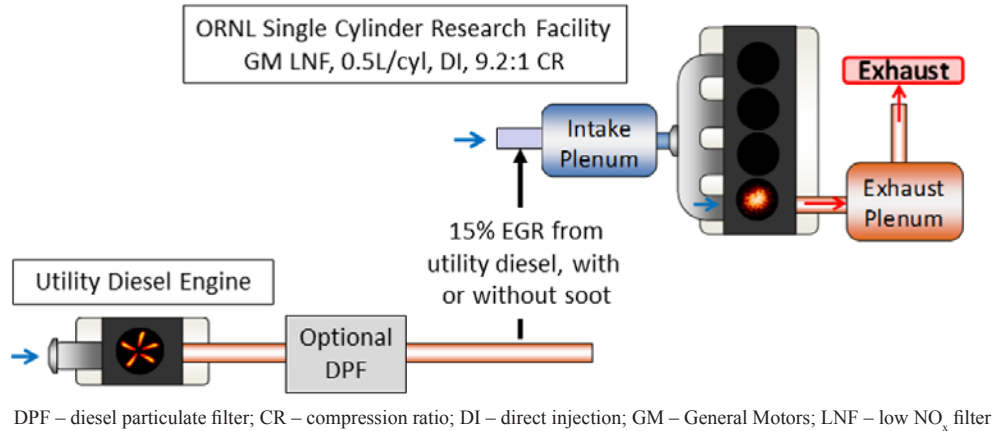 ORNL Single Cylinder Research Facility
GM LNF, 0.5L/cyl, DI, 9.2:1 CR
Exhaust
Intake
Plenum
Exhaust
Plenum
15% EGR from
utility diesel, with
or without soot
Utility Diesel Engine
Optional
DPF
DPF – diesel particulate filter; CR – compression ratio; DI – direct injection; GM – General Motors; LNF – low NOx filter